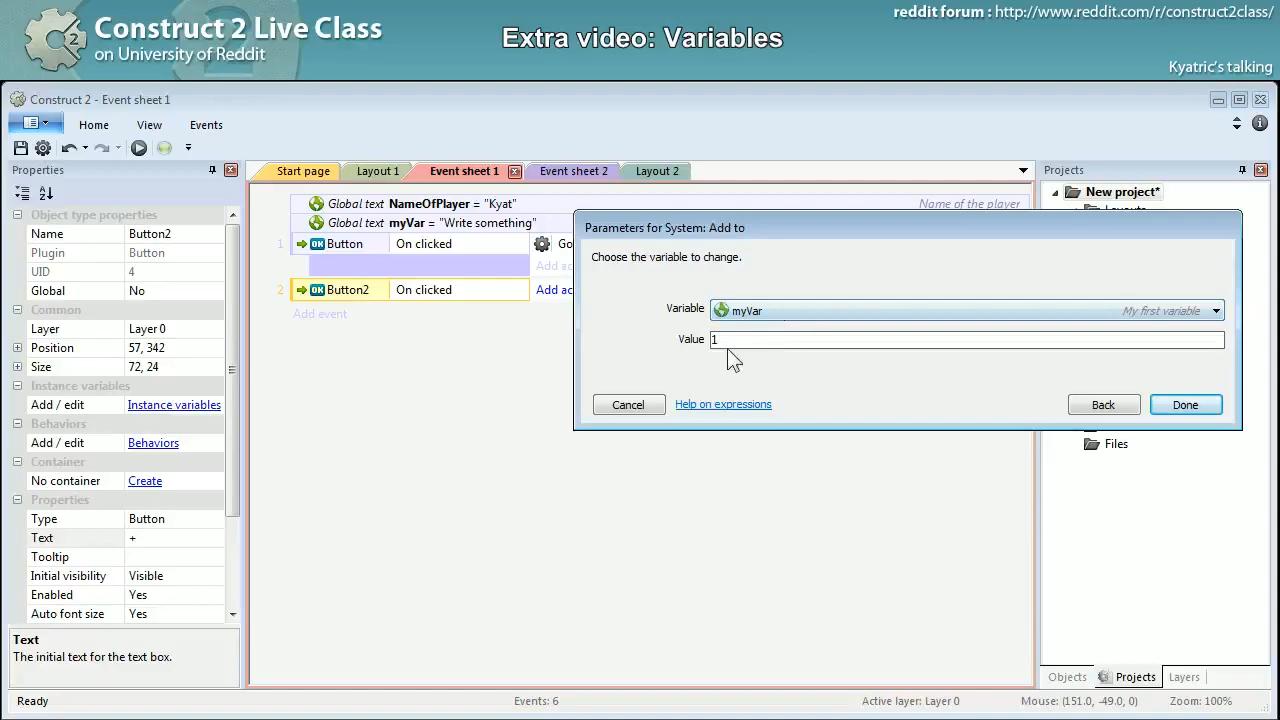 Construct 2 Live Class
on University of Reddit
Extra video: Variables
reddit forum : http://www.reddit.com/r/construct2class/
Kyatric's talking
Construct 2 - Event sheet 1
Home View Events
Properties
Start page Layout 1 Event sheet 1 Event sheet 2 Layout 2
Projects
Object type properties
Name Button2
Plugin Button
UID 4
Global No
Common
Layer Layer 0
Position 57, 342
Size 72, 24
Instance variables
Add / edit Instance variables
Behaviors
Add / edit Behaviors
Container
No container Create
Properties
Type Button
Text +
Tooltip
Initial visibility Visible
Enabled Yes
Auto font size Yes
Text
The initial text for the text box.
Global text NameOfPlayer = "Kyat" Name of the player
Global text myVar = "Write something"
1 Button On clicked Go
Add ac
2 Button2 On clicked Add ac
Add event
Parameters for System: Add to
Choose the variable to change.
Variable myVar My first variable
Value 1
Cancel Help on expressions Back Done
New project*
Files
Objects Projects Layers
Ready Events: 6 Active layer: Layer 0 Mouse: (151.0, -49.0, 0) Zoom: 100%